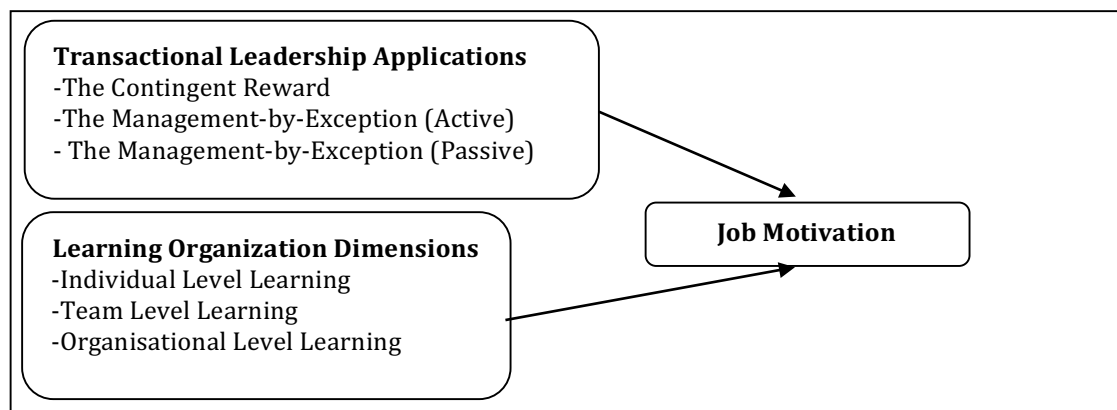 Transactional Leadership Applications
-The Contingent Reward
-The Management-by-Exception (Active)
- The Management-by-Exception (Passive)
Learning Organization Dimensions
-Individual Level Learning
-Team Level Learning
-Organisational Level Learning
Job Motivation